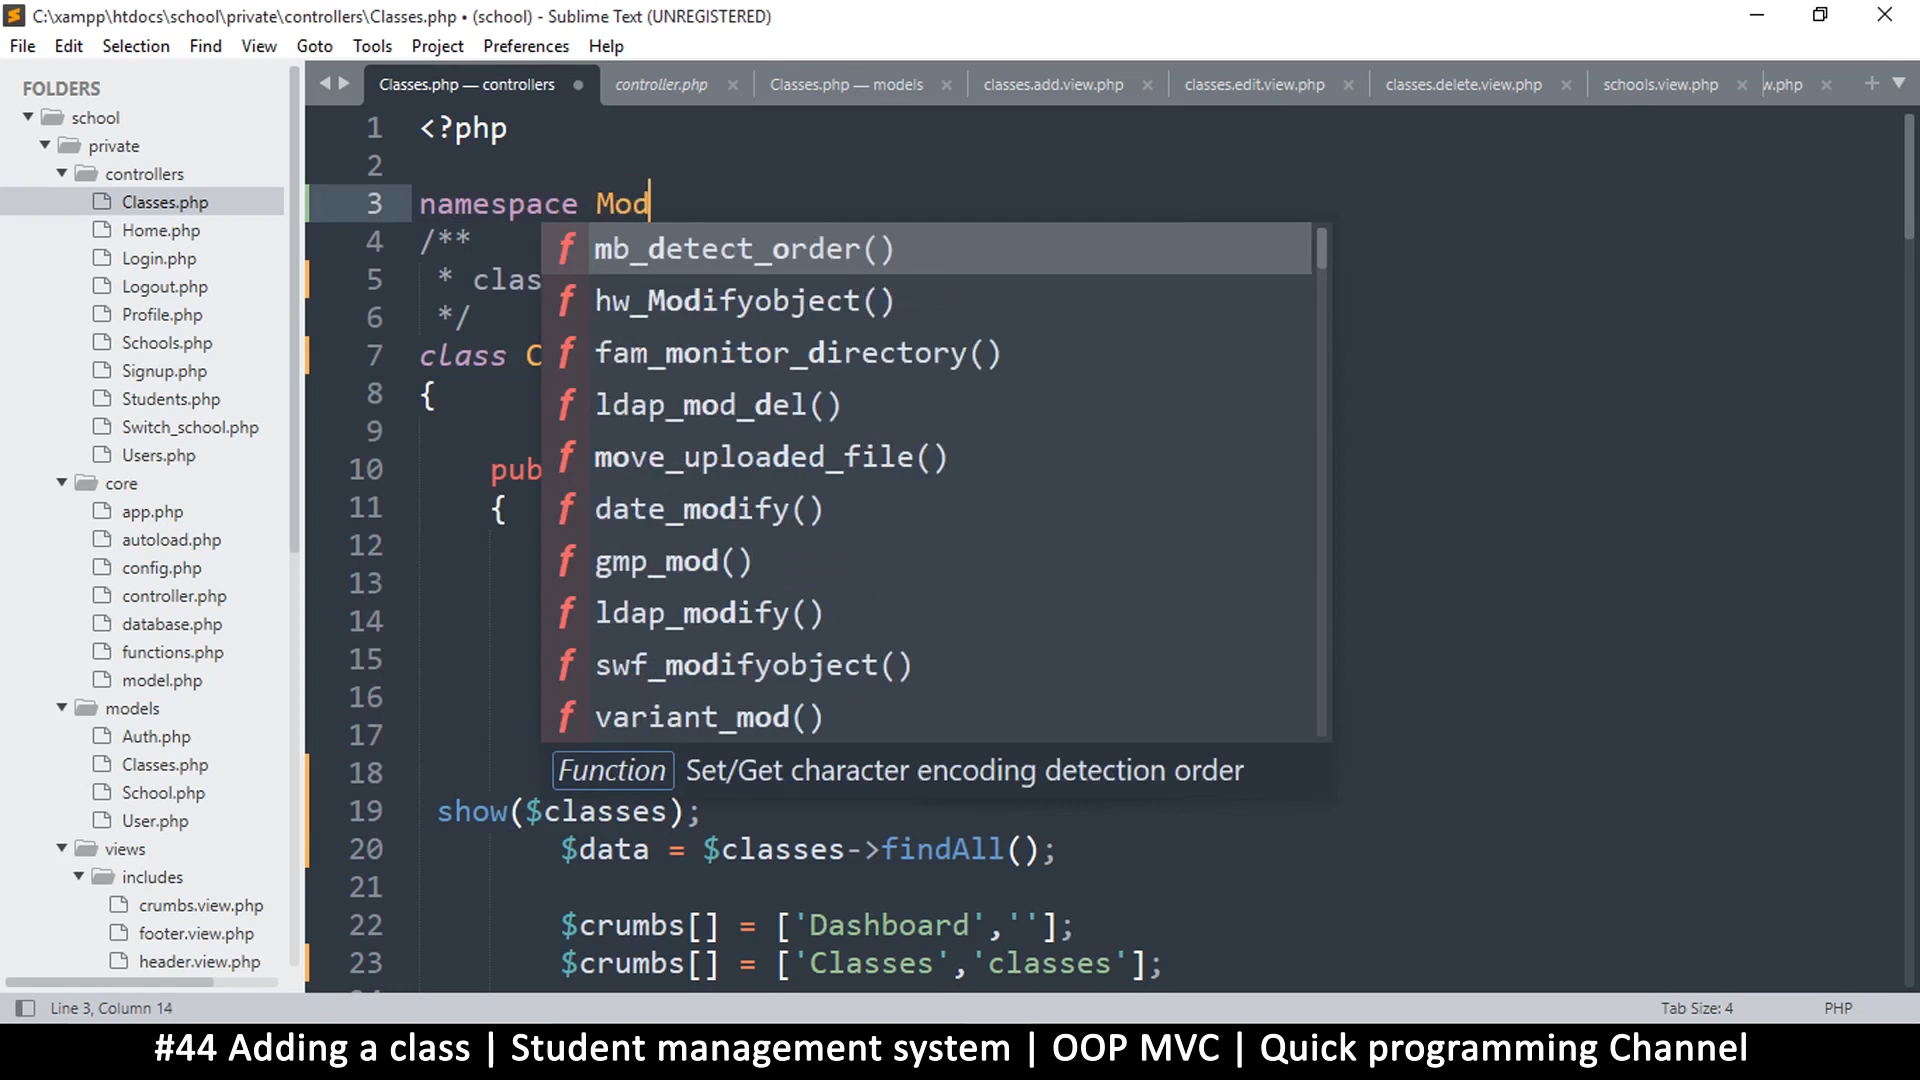 C:\xampp\htdocs\school\private\controllers\Classes.php • (school) - Sublime Text (UNREGISTERED)
File Edit Selection Find View Goto Tools Project Preferences Help
FOLDERS
school
private
controllers
Classes.php
Home.php
Login.php
Logout.php
Profile.php
Schools.php
Signup.php
Students.php
Switch_school.php
Users.php
core
app.php
autoload.php
config.php
controller.php
database.php
functions.php
model.php
models
Auth.php
Classes.php
School.php
User.php
views
includes
crumbs.view.php
footer.view.php
header.view.php
Classes.php — controllers controller.php Classes.php — models classes.add.view.php classes.edit.view.php classes.delete.view.php schools.view.php w.php
1 <?php
2
3 namespace Mod
4 /**
5 * clas
6 */
7 class C
8 {
9
10 pub
11 {
12
13
14
15
16
17
18
19 show($classes);
20 $data = $classes->findAll();
21
22 $crumbs[] = ['Dashboard',''];
23 $crumbs[] = ['Classes','classes'];
f mb_detect_order()
f hw_Modifyobject()
f fam_monitor_directory()
f ldap_mod_del()
f move_uploaded_file()
f date_modify()
f gmp_mod()
f ldap_modify()
f swf_modifyobject()
f variant_mod()
Function Set/Get character encoding detection order
Line 3, Column 14 Tab Size: 4 PHP
#44 Adding a class | Student management system | OOP MVC | Quick programming Channel